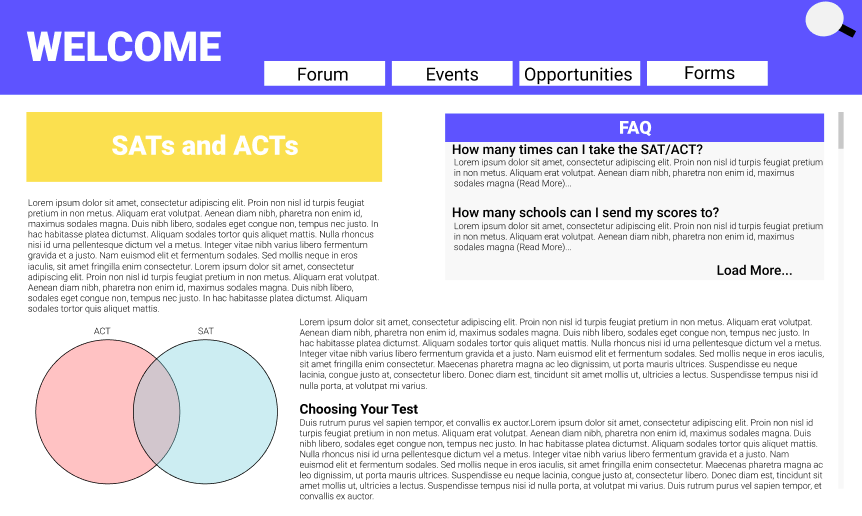 WELCOME
Forum
Events
Opportunities
Forms
SATs and ACTs
Lorem ipsum dolor sit amet, consectetur adipiscing elit. Proin non nisl id turpis feugiat
pretium in non metus. Aliquam erat volutpat. Aenean diam nibh, pharetra non enim id,
maximus sodales magna. Duis nibh libero, sodales eget congue non, tempus nec justo. In
hac habitasse platea dictumst. Aliquam sodales tortor quis aliquet mattis. Nulla rhoncus
nisi id urna pellentesque dictum vel a metus. Integer vitae nibh varius libero fermentum
gravida et a justo. Nam euismod elit et fermentum sodales. Sed mollis neque in eros
iaculis, sit amet fringilla enim consectetur. Lorem ipsum dolor sit amet, consectetur
adipiscing elit. Proin non nisl id turpis feugiat pretium in non metus. Aliquam erat volutpat.
Aenean diam nibh, pharetra non enim id, maximus sodales magna. Duis nibh libero,
sodales eget congue non, tempus nec justo. In hac habitasse platea dictumst. Aliquam
sodales tortor quis aliquet mattis.
FAQ
How many times can I take the SAT/ACT?
Lorem ipsum dolor sit amet, consectetur adipiscing elit. Proin non nisl id turpis feugiat pretium
in non metus. Aliquam erat volutpat. Aenean diam nibh, pharetra non enim id, maximus
sodales magna (Read More)...
How many schools can I send my scores to?
Lorem ipsum dolor sit amet, consectetur adipiscing elit. Proin non nisl id turpis feugiat pretium
in non metus. Aliquam erat volutpat. Aenean diam nibh, pharetra non enim id, maximus
sodales magna (Read More)...
Load More...
ACT
SAT
Lorem ipsum dolor sit amet, consectetur adipiscing elit. Proin non nisl id turpis feugiat pretium in non metus. Aliquam erat volutpat.
Aenean diam nibh, pharetra non enim id, maximus sodales magna. Duis nibh libero, sodales eget congue non, tempus nec justo. In
hac habitasse platea dictumst. Aliquam sodales tortor quis aliquet mattis. Nulla rhoncus nisi id urna pellentesque dictum vel a metus.
Integer vitae nibh varius libero fermentum gravida et a justo. Nam euismod elit et fermentum sodales. Sed mollis neque in eros iaculis,
sit amet fringilla enim consectetur. Maecenas pharetra magna ac leo dignissim, ut porta mauris ultrices. Suspendisse eu neque
lacinia, congue justo at, consectetur libero. Donec diam est, tincidunt sit amet mollis ut, ultricies a lectus. Suspendisse tempus nisi id
nulla porta, at volutpat mi varius.
Choosing Your Test
Duis rutrum purus vel sapien tempor, et convallis ex auctor.Lorem ipsum dolor sit amet, consectetur adipiscing elit. Proin non nisl id
turpis feugiat pretium in non metus. Aliquam erat volutpat. Aenean diam nibh, pharetra non enim id, maximus sodales magna. Duis
nibh libero, sodales eget congue non, tempus nec justo. In hac habitasse platea dictumst. Aliquam sodales tortor quis aliquet mattis.
Nulla rhoncus nisi id urna pellentesque dictum vel a metus. Integer vitae nibh varius libero fermentum gravida et a justo. Nam
euismod elit et fermentum sodales. Sed mollis neque in eros iaculis, sit amet fringilla enim consectetur. Maecenas pharetra magna ac
leo dignissim, ut porta mauris ultrices. Suspendisse eu neque lacinia, congue justo at, consectetur libero. Donec diam est, tincidunt sit
amet mollis ut, ultricies a lectus. Suspendisse tempus nisi id nulla porta, at volutpat mi varius. Duis rutrum purus vel sapien tempor, et
convallis ex auctor.